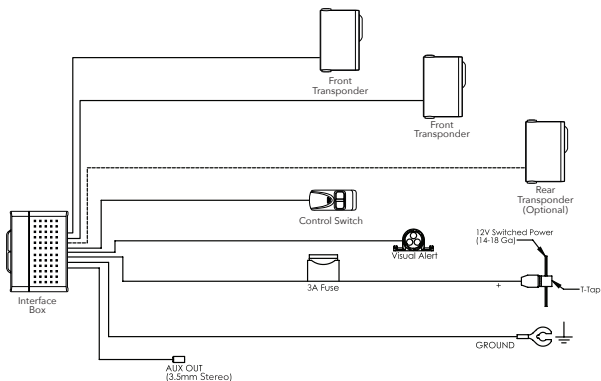 Front
Transponder
Front
Transponder
Rear
Transponder
(Optional)
Control Switch
12V Switched Power
(14-18 Ga)
Visual Alert
3A Fuse
+
T-Tap
Interface
Box
GROUND
AUX OUT
(3.5mm Stereo)